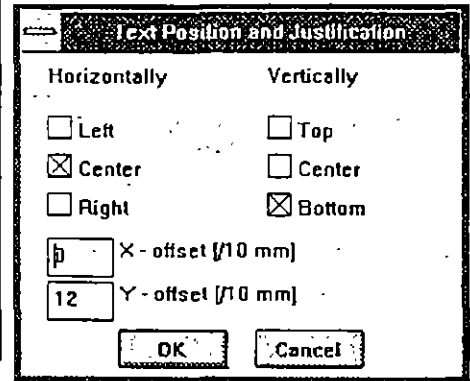 Text Position and Justification
Horizontally Vertically
Left Top
Center Center
Right Bottom
0 X - offset [/10 mm]
12 Y - offset [/10 mm]
OK Cancel